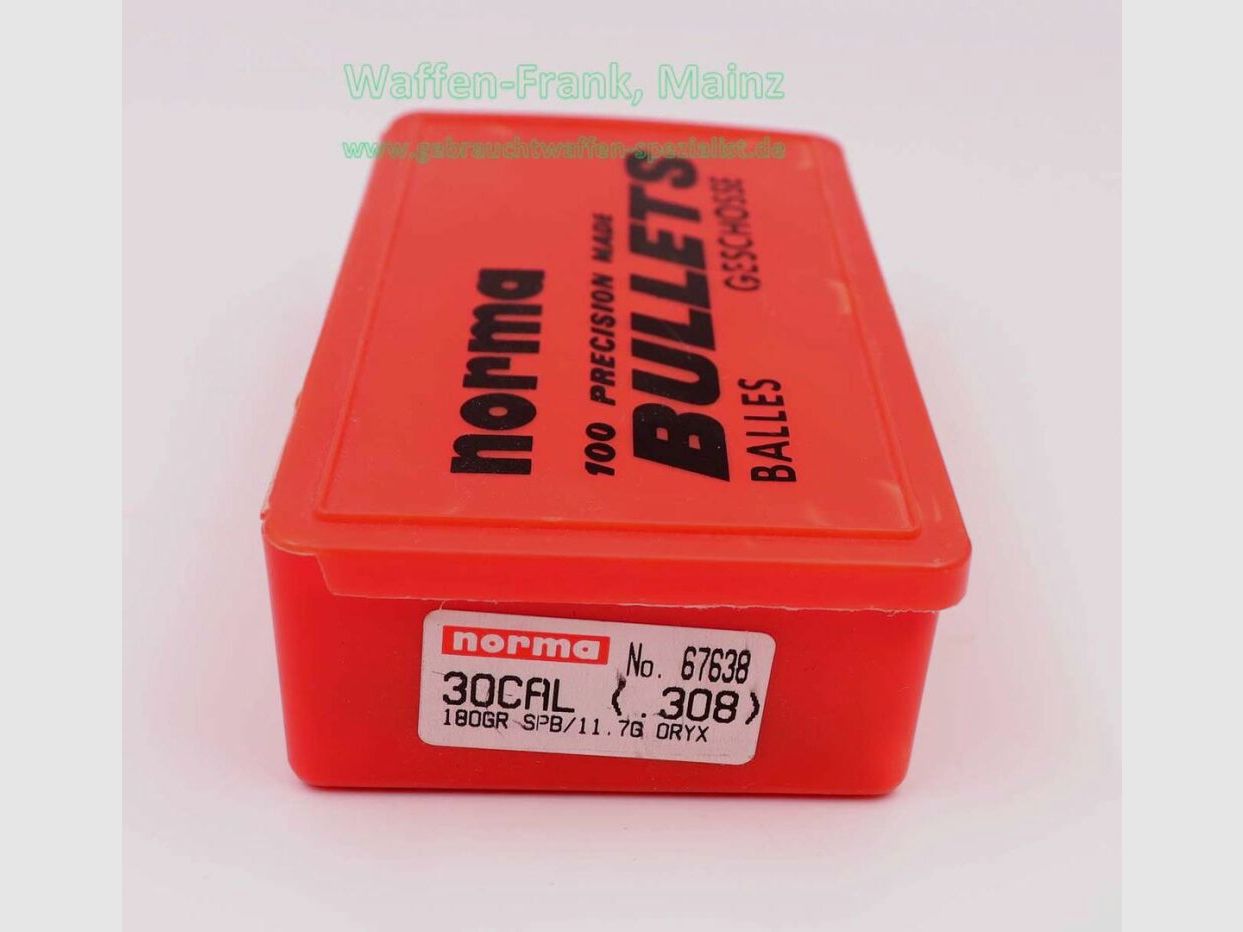 Waffen-Frank, Mainz
www.gebrauchtwaffen-spezialist.de
norma
100 PRECISION MADE
BULLETS
BALLES GESCHOSSE
norma No. 67638
30CAL (.308)
180GR SPB/11.7G ORYX